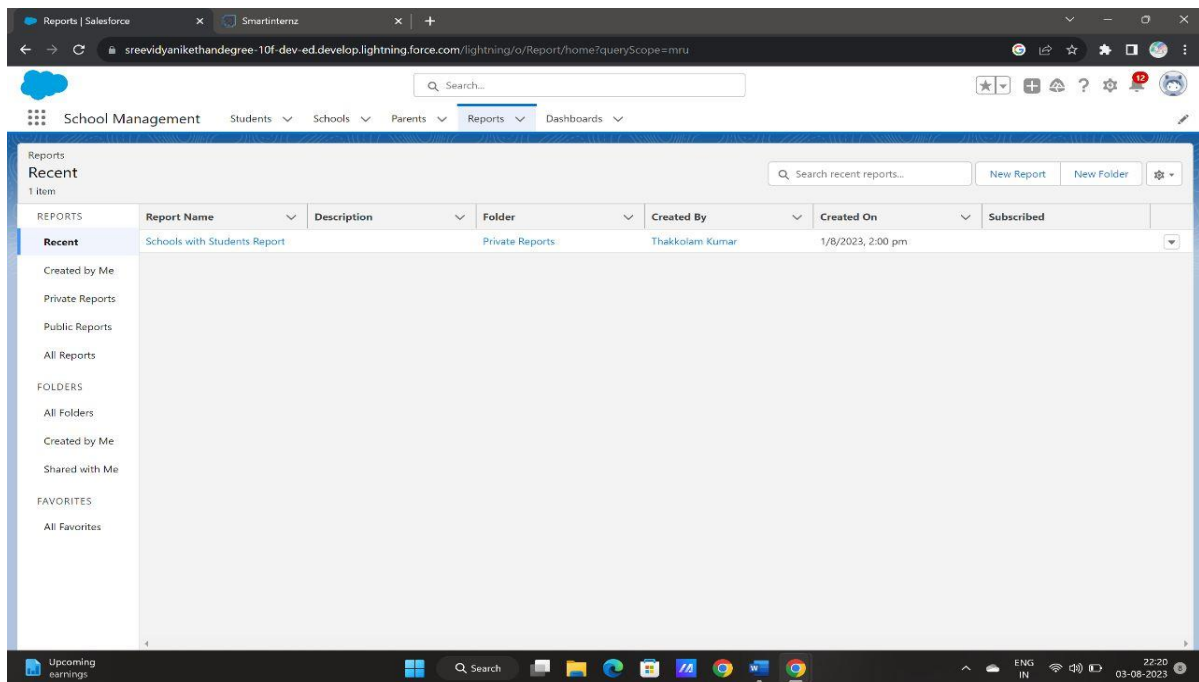 Reports | Salesforce
Smartinternz
sreevidyanikethandegree-10f-dev-ed.develop.lightning.force.com/lightning/o/Report/home?queryScope=mru
Search...
12
School Management Students Schools Parents Reports Dashboards
Reports
Recent
1 item
Search recent reports...
New Report New Folder
REPORTS Report Name Description Folder Created By Created On Subscribed
Recent Schools with Students Report Private Reports Thakkolam Kumar 1/8/2023, 2:00 pm
Created by Me
Private Reports
Public Reports
All Reports
FOLDERS
All Folders
Created by Me
Shared with Me
FAVORITES
All Favorites
Upcoming
earnings
Search
ENG
IN
22:20
03-08-2023